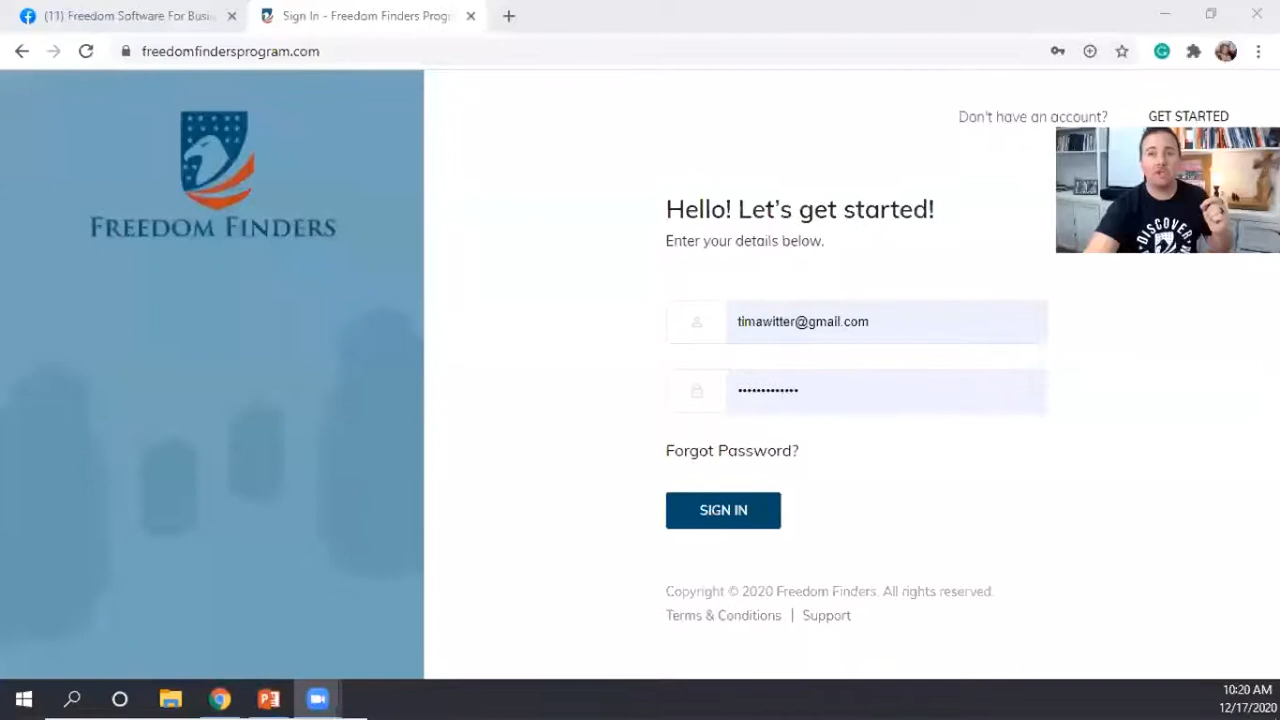 (11) Freedom Software For Busi
Sign In - Freedom Finders Prog
freedomfindersprogram.com
FREEDOM FINDERS
Don't have an account?
GET STARTED
DISCOVER
Hello! Let's get started!
Enter your details below.
timawitter@gmail.com
•••••••••••••
Forgot Password?
SIGN IN
Copyright © 2020 Freedom Finders. All rights reserved.
Terms & Conditions | Support
10:20 AM
12/17/2020